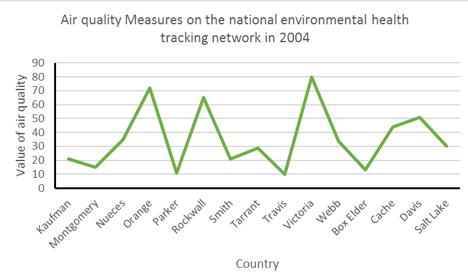 Air quality Measures on the national environmental health
tracking network in 2004
Value of air quality
90
80
70
60
50
40
30
20
10
0
Kaufman
Montgomery
Nueces
Orange
Parker
Rockwall
Smith
Tarrant
Travis
Victoria
Webb
Box Elder
Cache
Davis
Salt Lake
Country